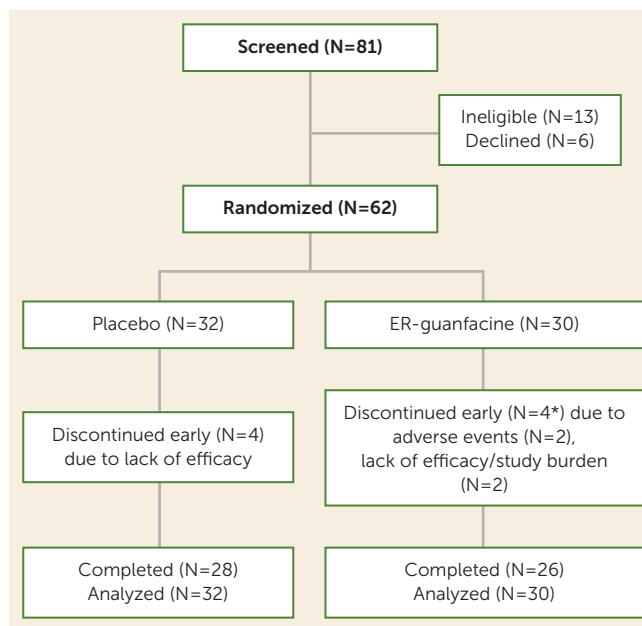 Screened (N=81)
Ineligible (N=13)
Declined (N=6)
Randomized (N=62)
Placebo (N=32)
ER-guanfacine (N=30)
Discontinued early (N=4)
due to lack of efficacy
Discontinued early (N=4*) due to
adverse events (N=2),
lack of efficacy/study burden
(N=2)
Completed (N=28)
Analyzed (N=32)
Completed (N=26)
Analyzed (N=30)